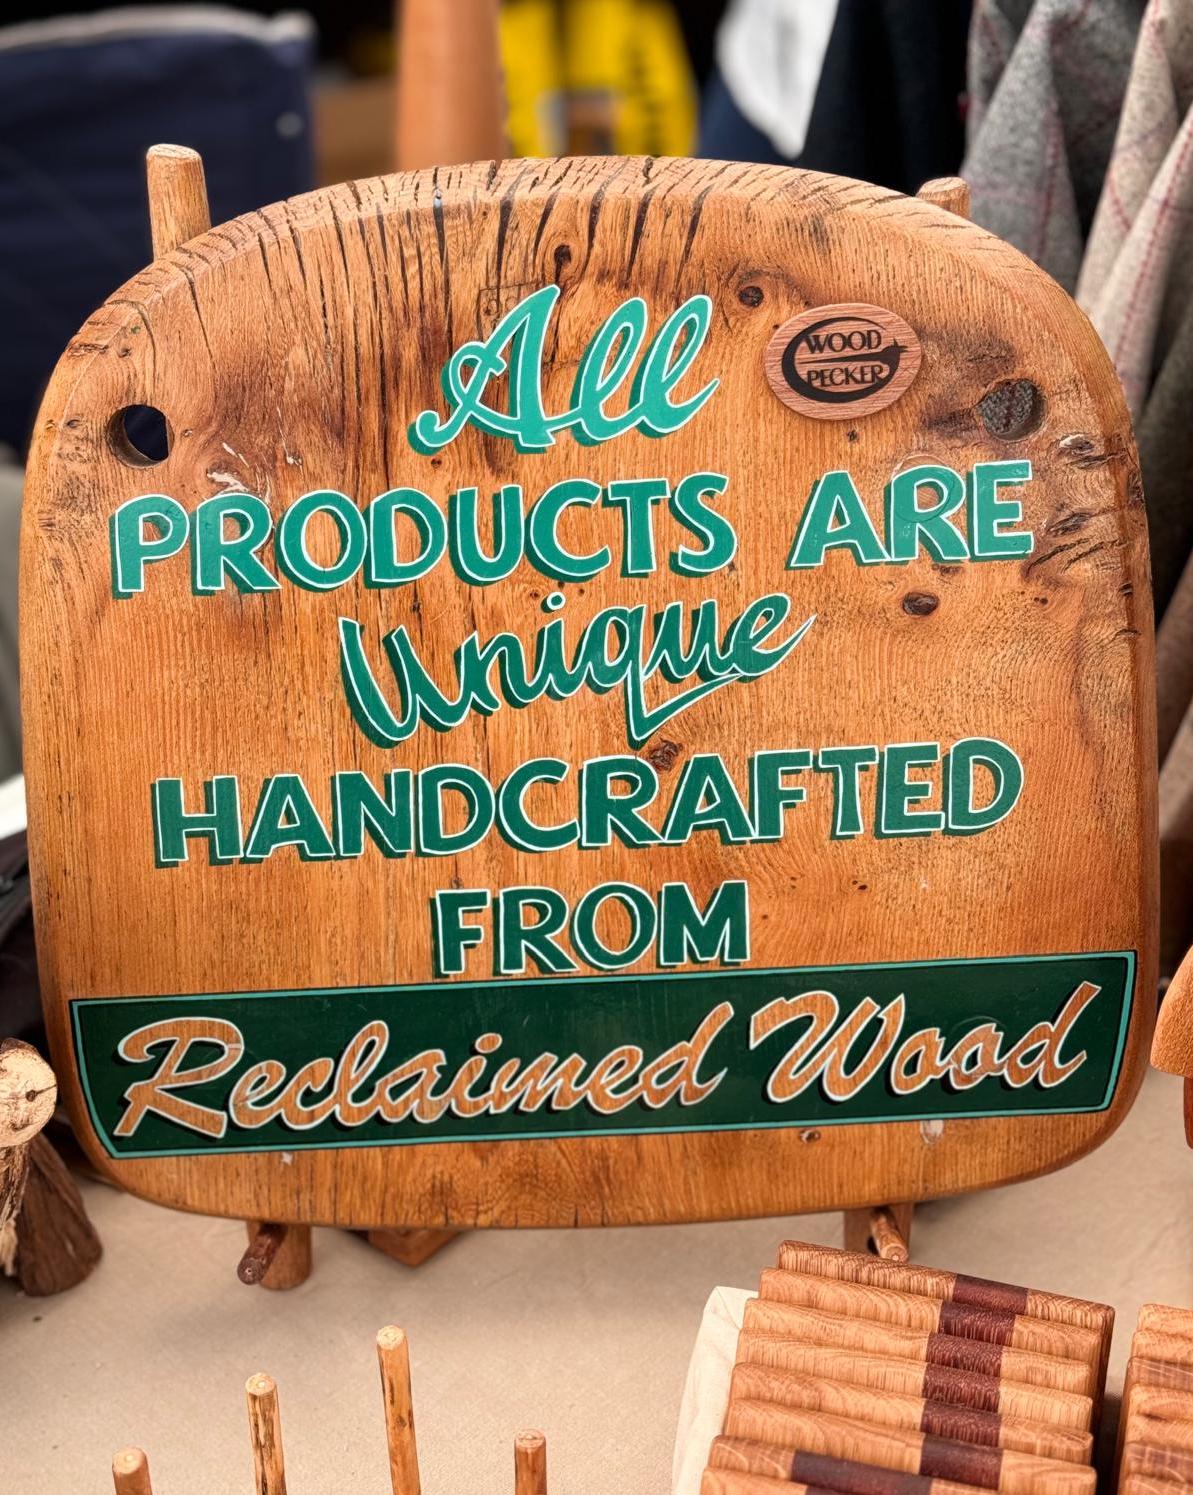 All
WOOD
PECKER
PRODUCTS ARE
Unique
HANDCRAFTED
FROM
Reclaimed Wood